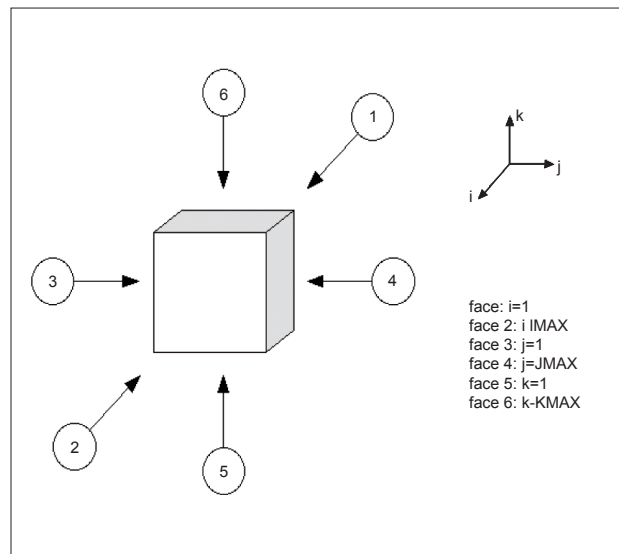 6
1
k
j
i
3
4
face: i=1
face 2: i IMAX
face 3: j=1
face 4: j=JMAX
face 5: k=1
face 6: k-KMAX
2
5